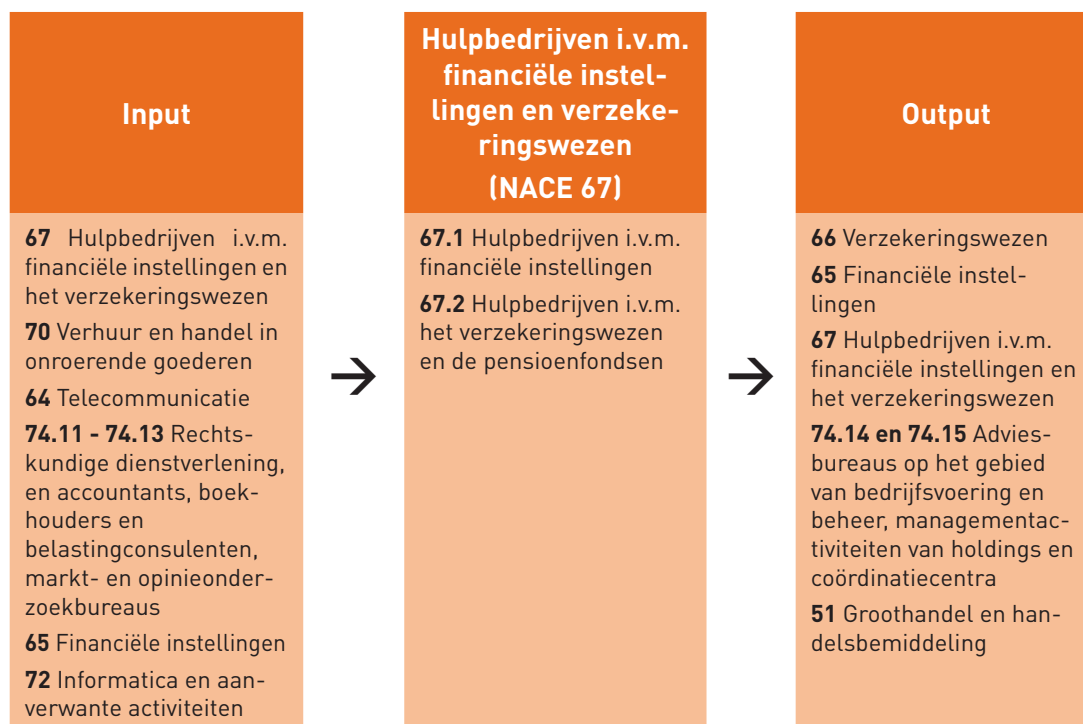 Input
67 Hulpbedrijven i.v.m.
financiële instellingen en
het verzekeringswezen
70 Verhuur en handel in
onroerende goederen
64 Telecommunicatie
74.11 - 74.13 Rechts-
kundige dienstverlening,
en accountants, boek-
houders en
belastingconsulenten,
markt- en opinieonder-
zoekbureaus
65 Financiële instellingen
72 Informatica en aan-
verwante activiteiten
→
Hulpbedrijven i.v.m.
financiële instel-
lingen en verzeke-
ringswezen
(NACE 67)
67.1 Hulpbedrijven i.v.m.
financiële instellingen
67.2 Hulpbedrijven i.v.m.
het verzekeringswezen
en de pensioenfondsen
→
Output
66 Verzekeringswezen
65 Financiële instel-
lingen
67 Hulpbedrijven i.v.m.
financiële instellingen en
het verzekeringswezen
74.14 en 74.15 Advies-
bureaus op het gebied
van bedrijfsvoering en
beheer, managementac-
tiviteiten van holdings en
coördinatiecentra
51 Groothandel en han-
delsbemiddeling